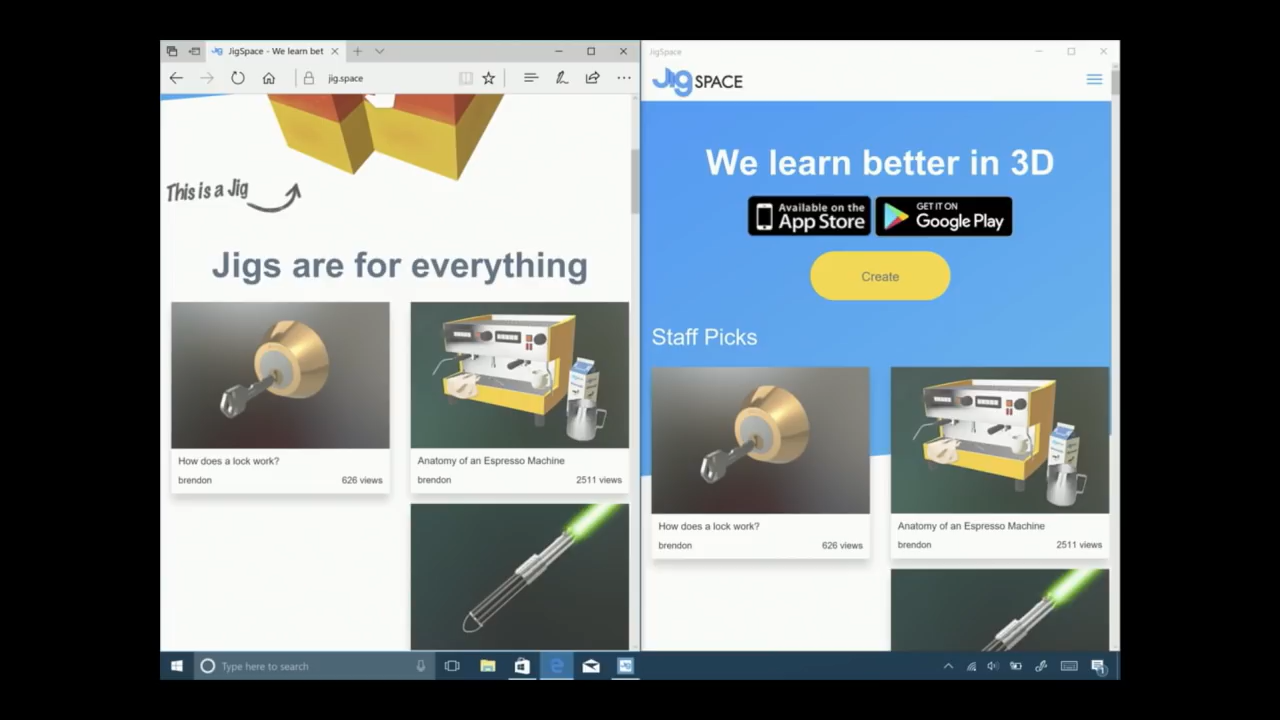 JigSpace - We learn bet
jig.space
This is a Jig
Jigs are for everything
How does a lock work?
brendon
626 views
Anatomy of an Espresso Machine
brendon
2511 views
Type here to search
JigSpace
Jig SPACE
We learn better in 3D
Available on the
App Store
GET IT ON
Google Play
Create
Staff Picks
How does a lock work?
brendon
626 views
Anatomy of an Espresso Machine
brendon
2511 views